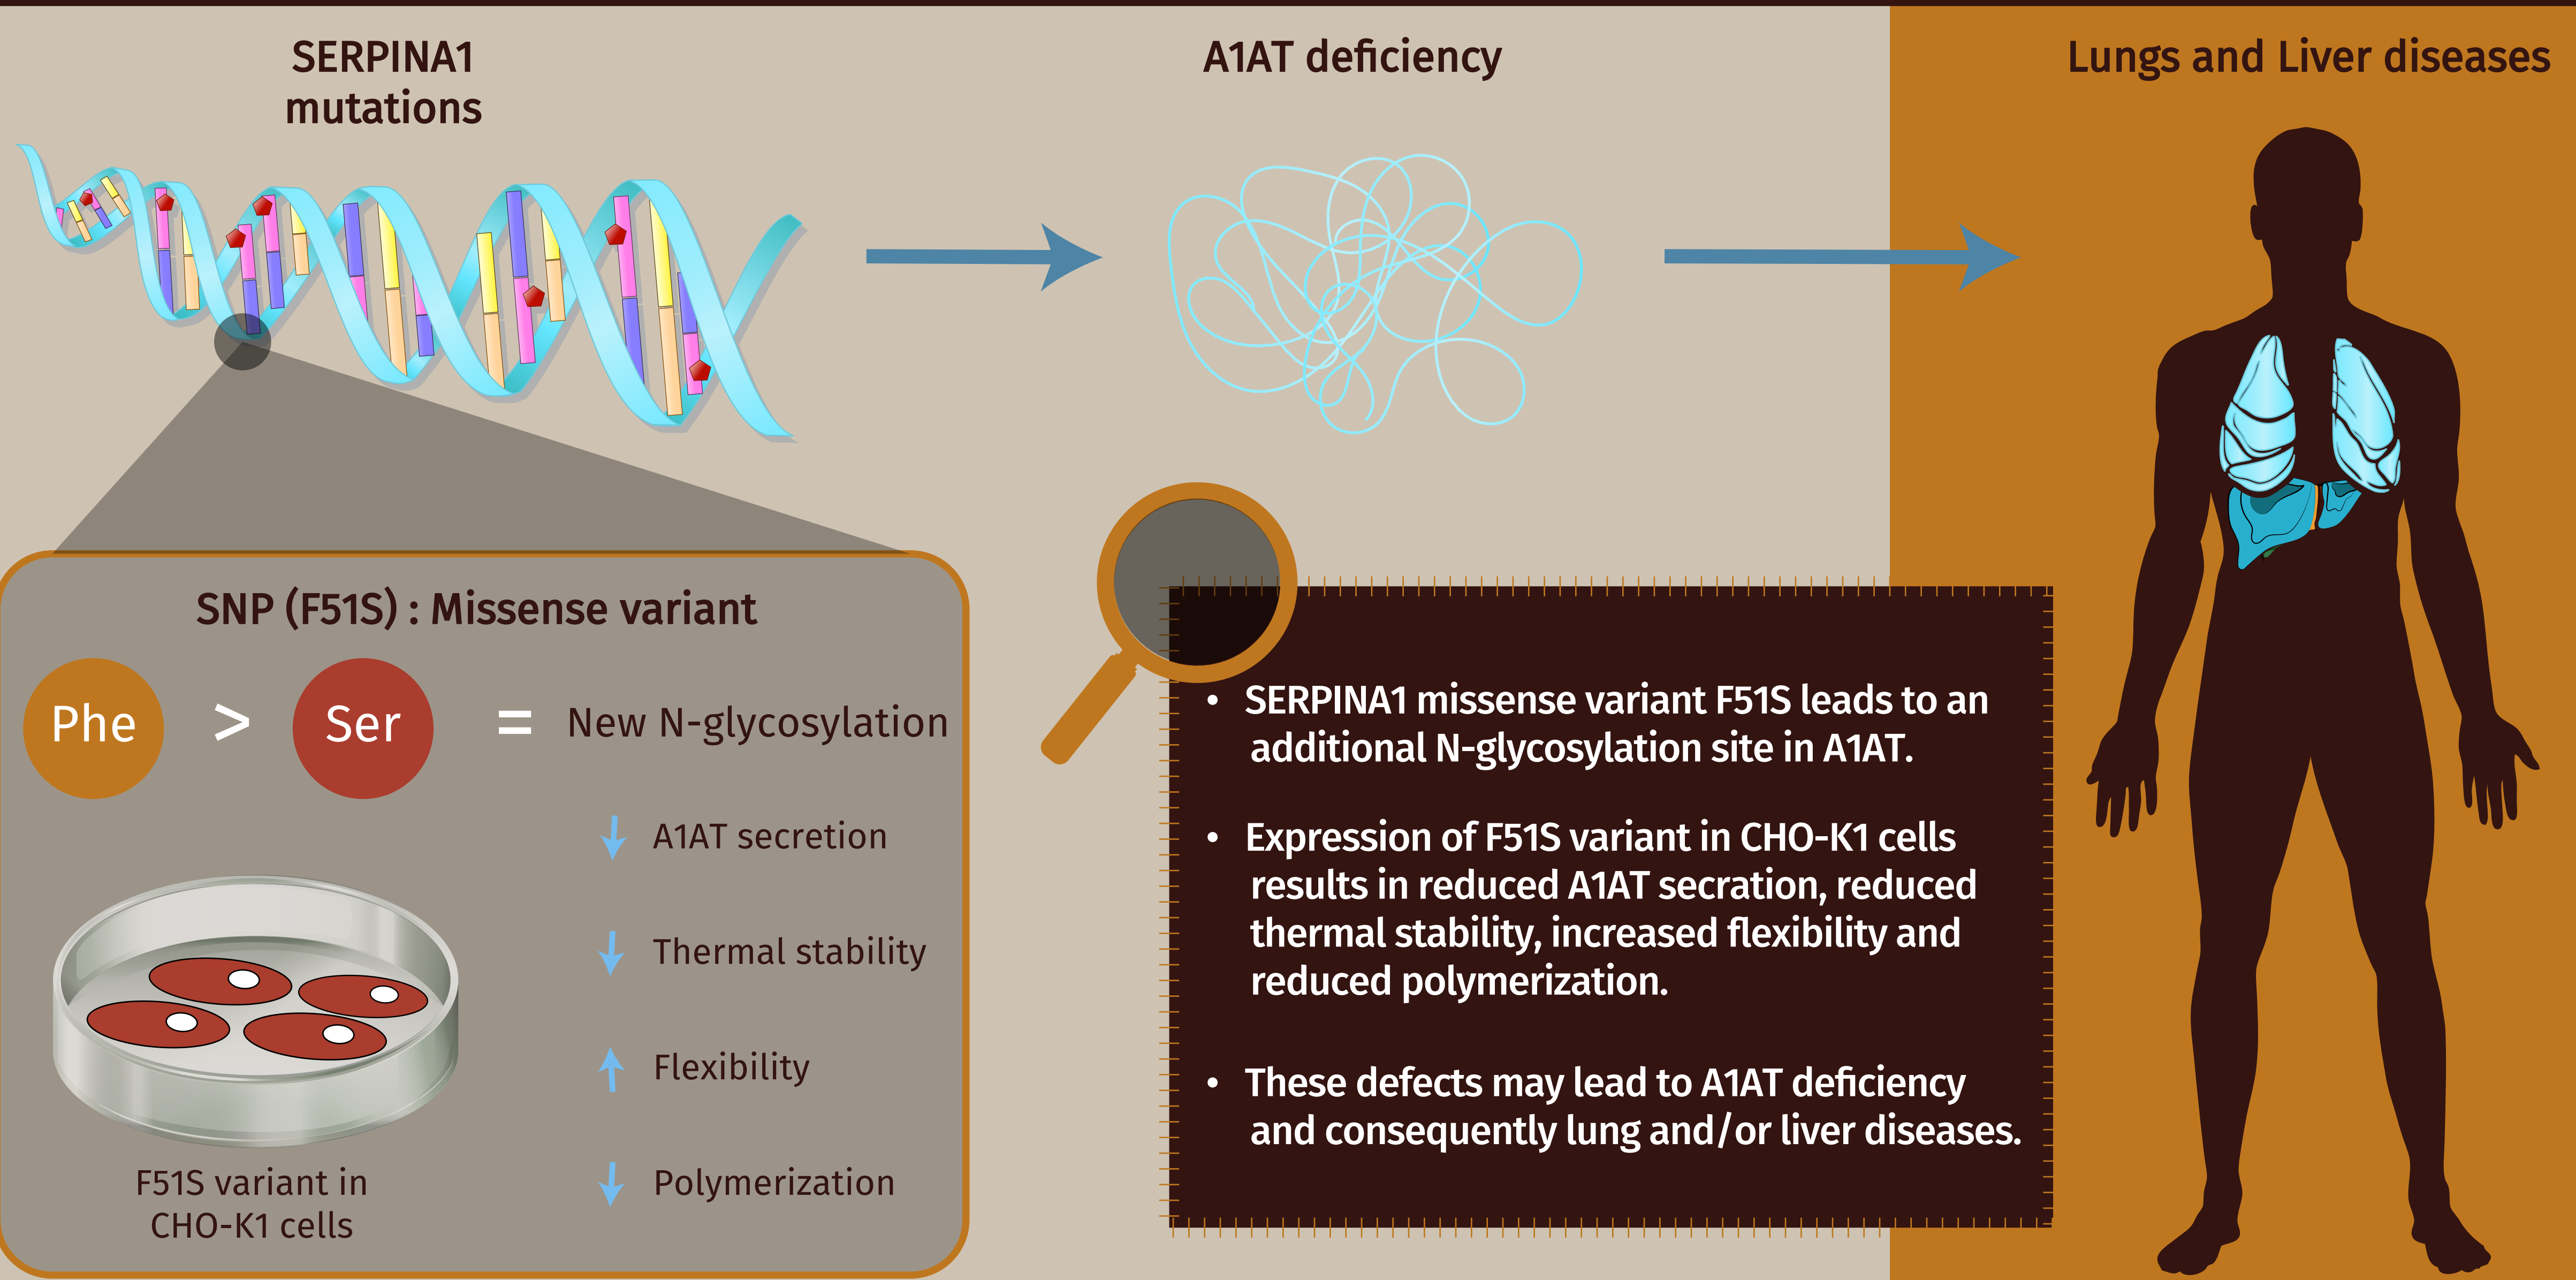 SERPINA1
mutations
A1AT deficiency
Lungs and Liver diseases
SNP (F51S) : Missense variant
Phe > Ser = New N-glycosylation
A1AT secretion
Thermal stability
Flexibility
Polymerization
F51S variant in
CHO-K1 cells
• SERPINA1 missense variant F51S leads to an
additional N-glycosylation site in A1AT.
• Expression of F51S variant in CHO-K1 cells
results in reduced A1AT secration, reduced
thermal stability, increased flexibility and
reduced polymerization.
• These defects may lead to A1AT deficiency
and consequently lung and/or liver diseases.